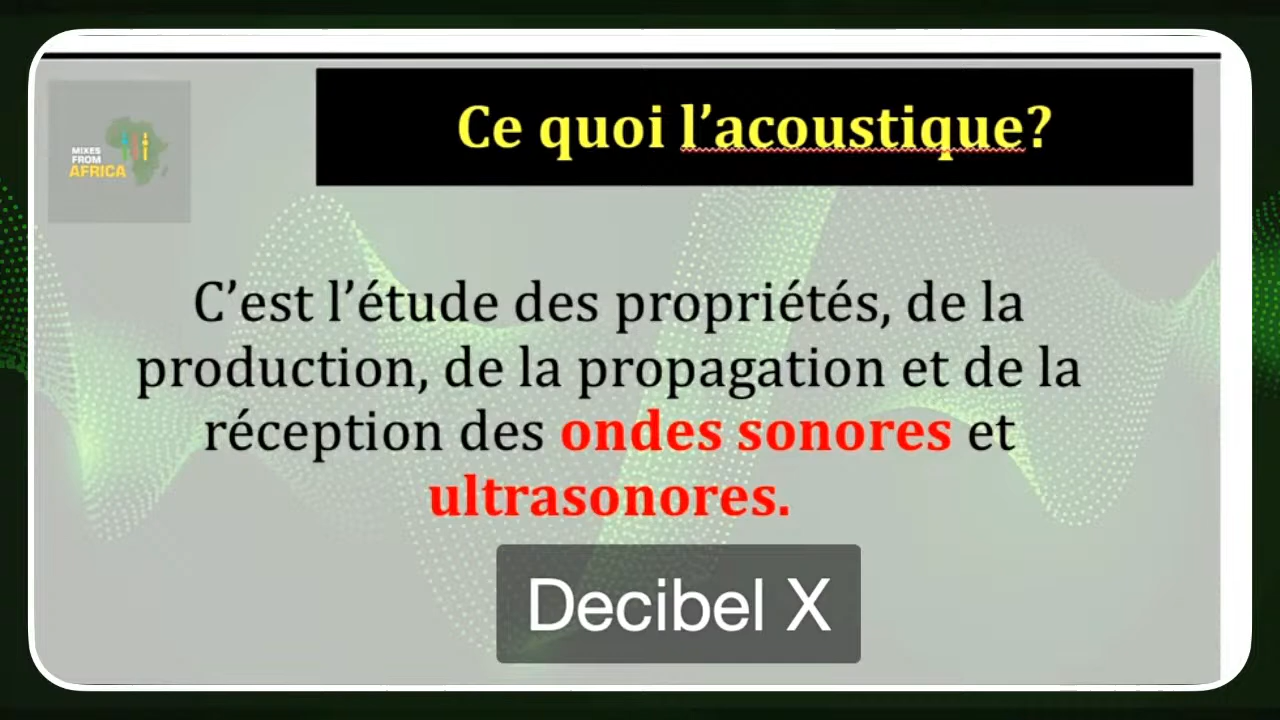 MIXES
FROM
AFRICA
Ce quoi l’acoustique?
C’est l’étude des propriétés, de la
production, de la propagation et de la
réception des ondes sonores et
ultrasonores.
Decibel X